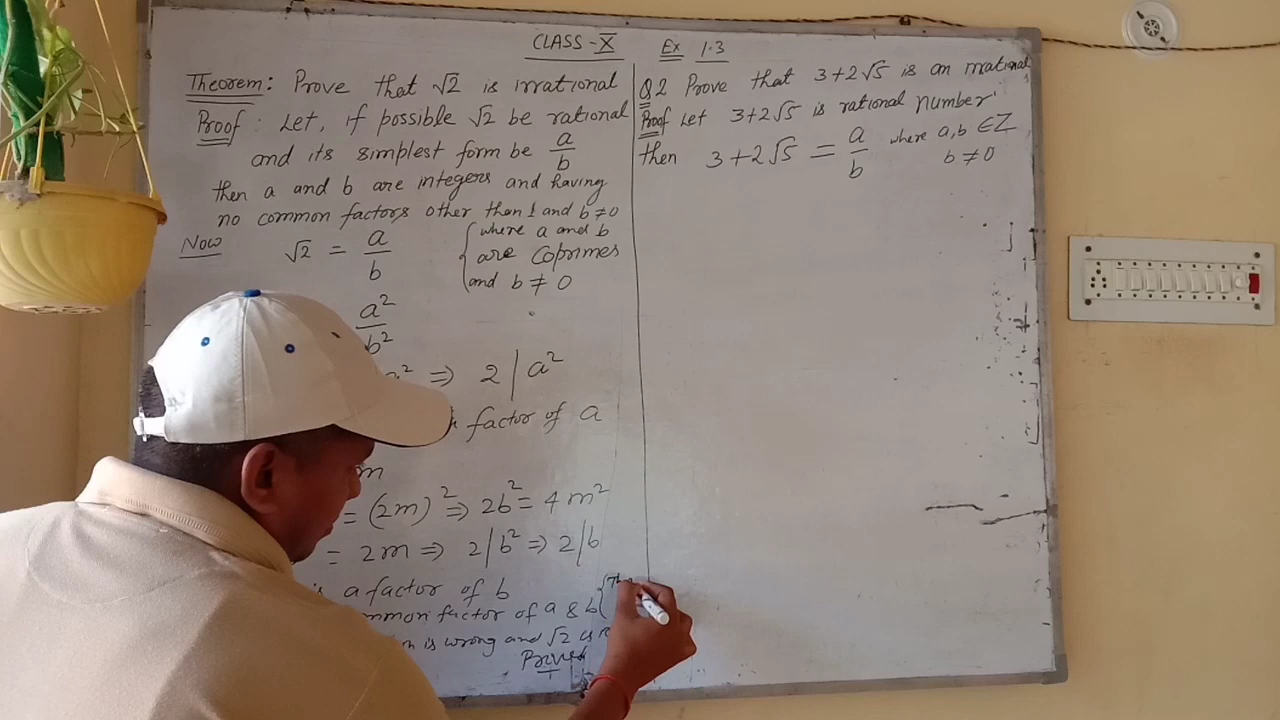 CLASS-X Ex 1.3
Theorem: Prove that √2 is irrational
Proof: Let, if possible √2 be rational
and its simplest form be a/b
then a and b are integers and having
no common factors other than 1 and b≠0
Now √2 = a/b {where a and b
are Coprimes
and b ≠ 0
a²/b²
a² ⇒ 2|a²
factor of a
m
= (2m)² ⇒ 2b² = 4m²
= 2m ⇒ 2|b² ⇒ 2|b
is a factor of b
mmon factor of a & b {
is wrong and √2 is
Proved
Q2 Prove that 3+2√5 is an irrational
Proof Let 3+2√5 is rational number
then 3+2√5 = a/b where a, b ∈ Z
b ≠ 0